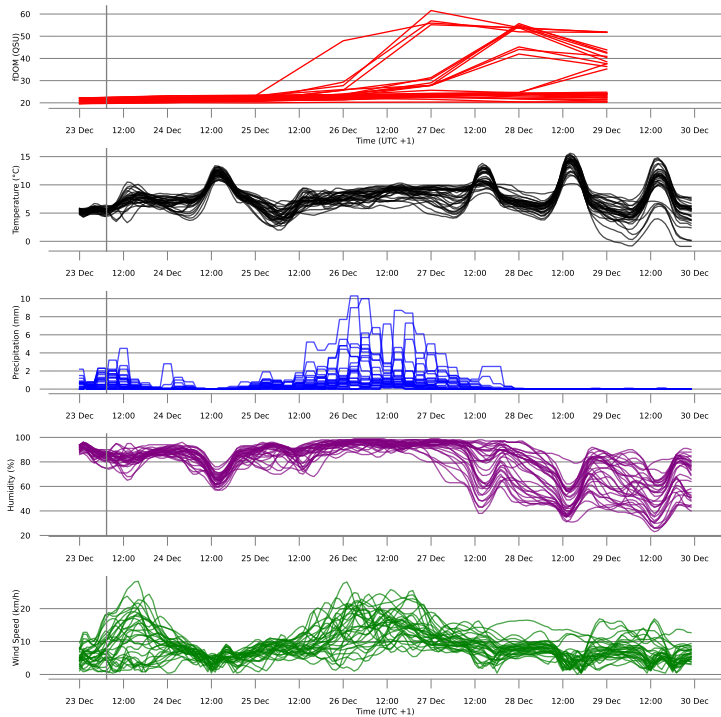 fDOM (QSU)
60
50
40
30
20
23 Dec 12:00 24 Dec 12:00 25 Dec 12:00 26 Dec 12:00 27 Dec 12:00 28 Dec 12:00 29 Dec 12:00 30 Dec
Time (UTC +1)
Temperature (°C)
15
10
5
0
23 Dec 12:00 24 Dec 12:00 25 Dec 12:00 26 Dec 12:00 27 Dec 12:00 28 Dec 12:00 29 Dec 12:00 30 Dec
Precipitation (mm)
10
8
6
4
2
0
23 Dec 12:00 24 Dec 12:00 25 Dec 12:00 26 Dec 12:00 27 Dec 12:00 28 Dec 12:00 29 Dec 12:00 30 Dec
Humidity (%)
100
80
60
40
20
23 Dec 12:00 24 Dec 12:00 25 Dec 12:00 26 Dec 12:00 27 Dec 12:00 28 Dec 12:00 29 Dec 12:00 30 Dec
Wind Speed (km/h)
20
10
0
23 Dec 12:00 24 Dec 12:00 25 Dec 12:00 26 Dec 12:00 27 Dec 12:00 28 Dec 12:00 29 Dec 12:00 30 Dec
Time (UTC +1)